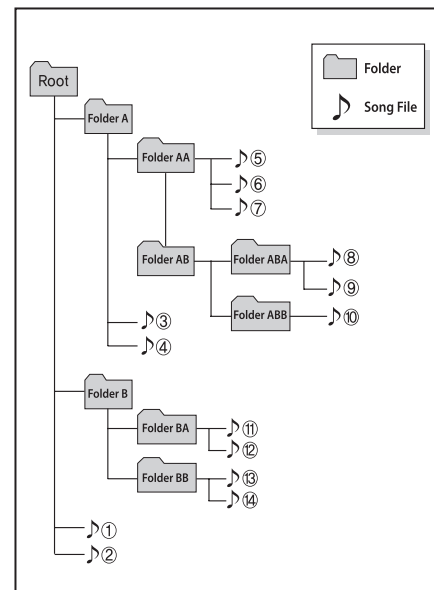 Root
Folder
Song File
Folder A
Folder AA
⑤
⑥
⑦
Folder AB
Folder ABA
⑧
⑨
Folder ABB
⑩
③
④
Folder B
Folder BA
⑪
⑫
Folder BB
⑬
⑭
①
②